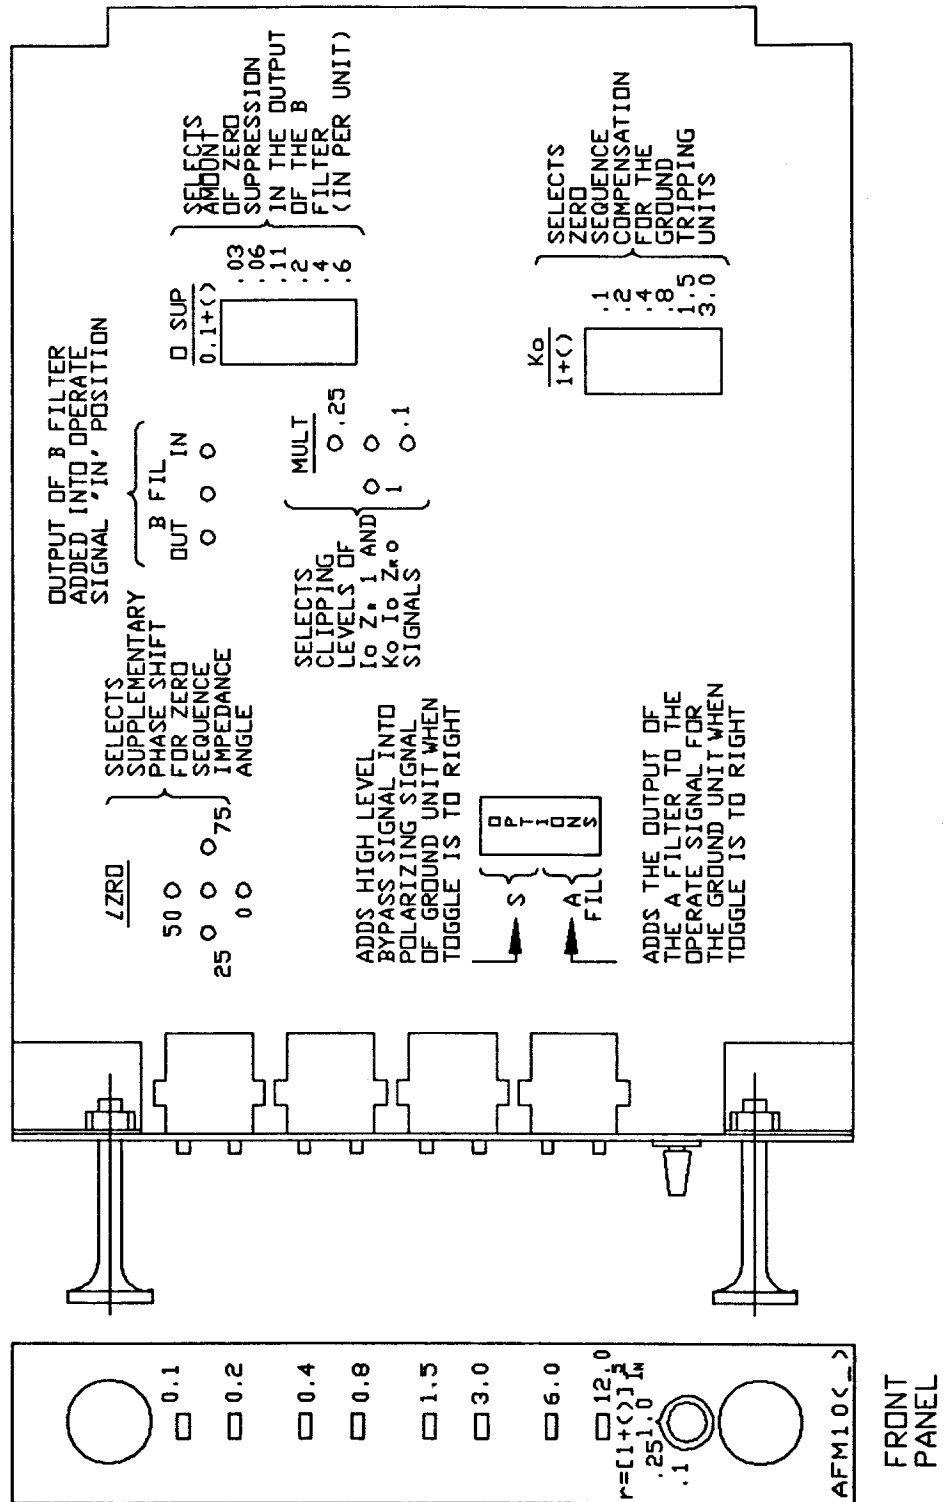 ∠ZR0
50
25
75
0
SELECTS
SUPPLEMENTARY
PHASE SHIFT
FOR ZERO
SEQUENCE
IMPEDANCE
ANGLE
OUTPUT OF B FILTER
ADDED INTO OPERATE
SIGNAL 'IN' POSITION
B FIL
OUT IN
0 SUP
0.1+()
.03
.06
.11
.2
.4
.6
SELECTS
AMOUNT
OF ZERO
SUPPRESSION
IN THE OUTPUT
OF THE B
FILTER
(IN PER UNIT)
MULT
.25
1
.1
SELECTS
CLIPPING
LEVELS OF
Io ZR 1 AND
Ko Io ZR0
SIGNALS
ADDS HIGH LEVEL
BYPASS SIGNAL INTO
POLARIZING SIGNAL
OF GROUND UNIT WHEN
TOGGLE IS TO RIGHT
S
A
FIL
OPTIONS
ADDS THE OUTPUT OF
THE A FILTER TO THE
OPERATE SIGNAL FOR
THE GROUND UNIT WHEN
TOGGLE IS TO RIGHT
Ko
1+()
.1
.2
.4
.8
1.5
3.0
SELECTS
ZERO
SEQUENCE
COMPENSATION
FOR THE
GROUND
TRIPPING
UNITS
0.1
0.2
0.4
0.8
1.5
3.0
6.0
12.0
r=[1+()] 5/IN
.25 1.0
.1
AFM10(_)
FRONT
PANEL